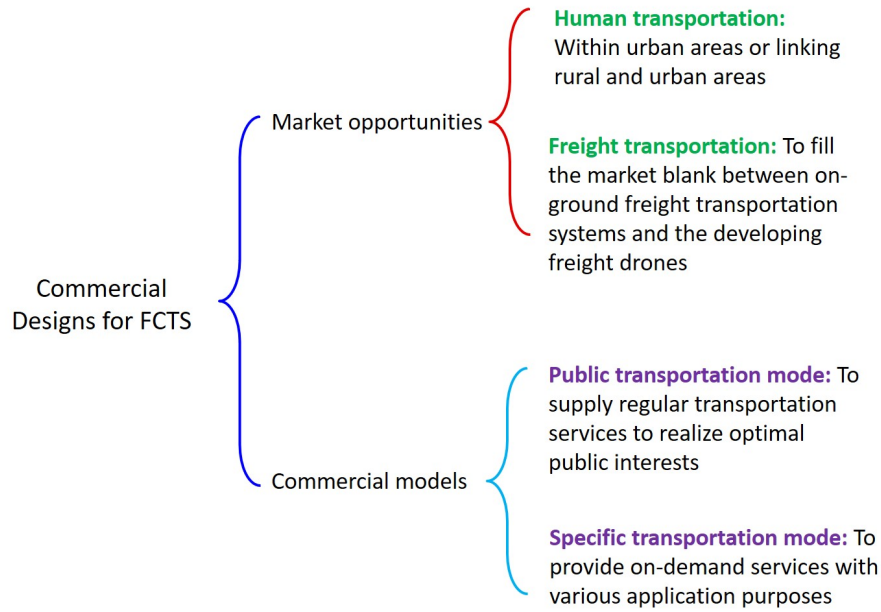 Human transportation:
Within urban areas or linking
rural and urban areas
Market opportunities
Freight transportation: To fill
the market blank between on-
ground freight transportation
systems and the developing
freight drones
Commercial
Designs for FCTS
Public transportation mode: To
supply regular transportation
services to realize optimal
public interests
Commercial models
Specific transportation mode: To
provide on-demand services with
various application purposes